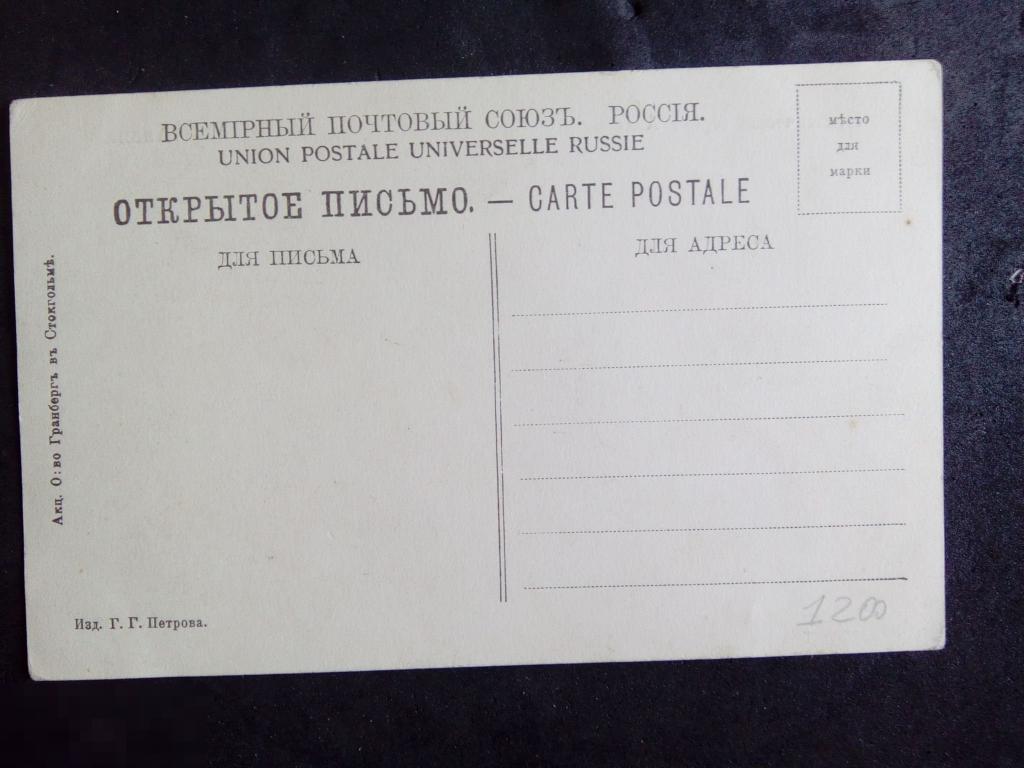 ВСЕМІРНЫЙ ПОЧТОВЫЙ СОЮЗЪ. РОССІЯ.
UNION POSTALE UNIVERSELLE RUSSIE
ОТКРЫТОЕ ПИСЬМО. — CARTE POSTALE
мѣсто
для
марки
ДЛЯ ПИСЬМА
ДЛЯ АДРЕСА
Акц. О:во Гранбергъ въ Стокгольмѣ.
Изд. Г. Г. Петрова.
1200